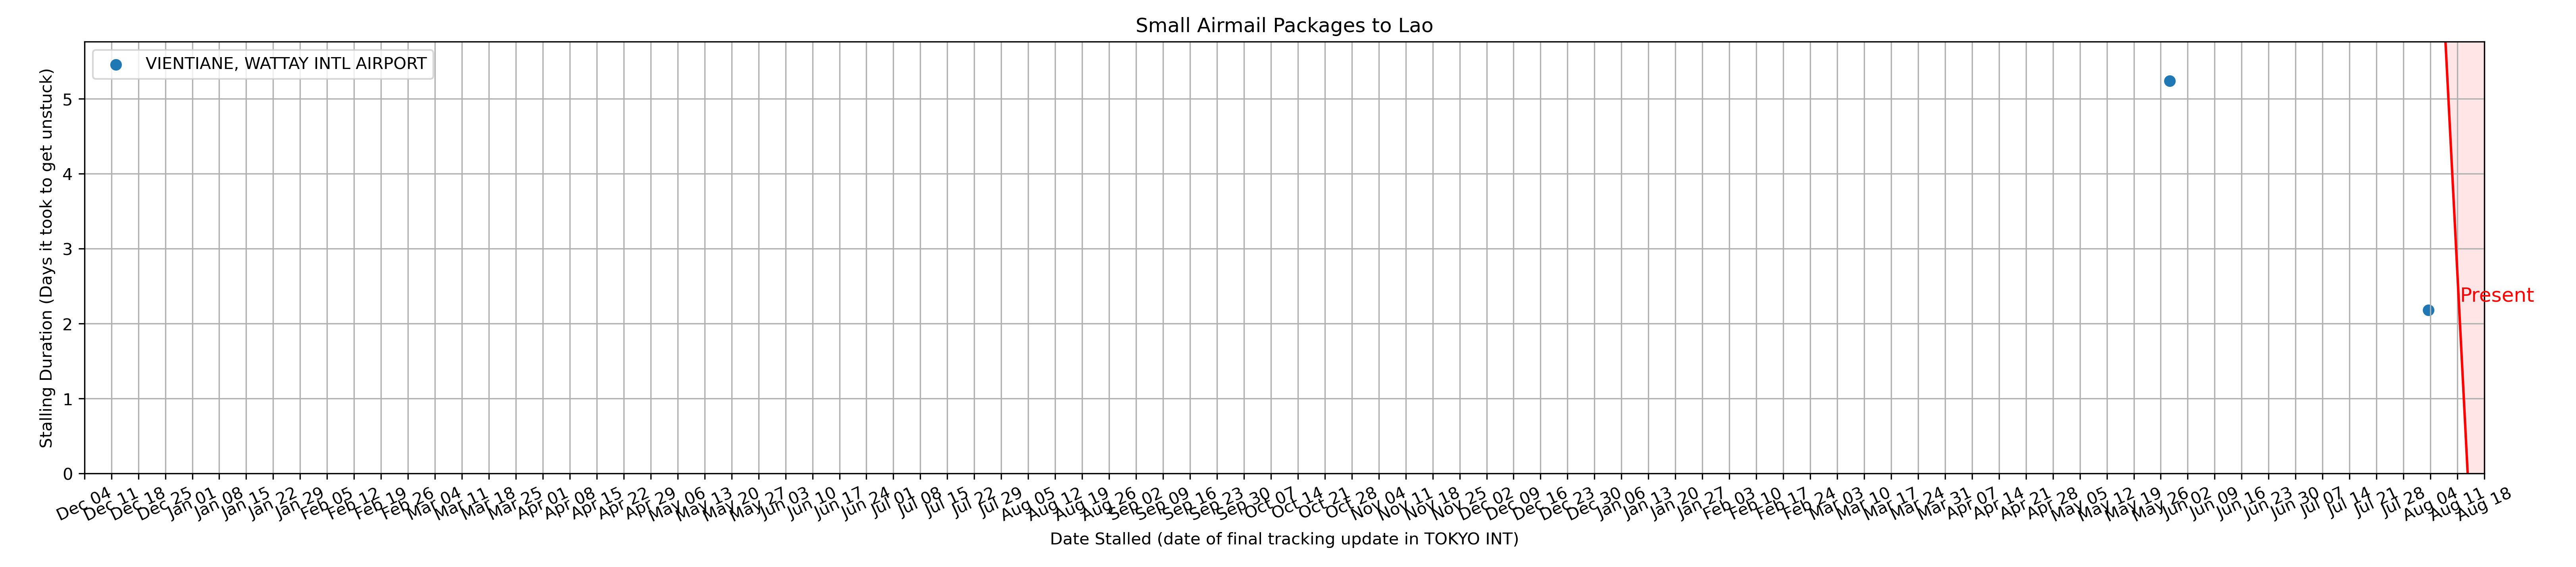 Small Airmail Packages to Lao
VIENTIANE, WATTAY INTL AIRPORT
Stalling Duration (Days it took to get unstuck)
5
4
3
2
1
0
Present
Dec 04
Dec 11
Dec 18
Dec 25
Jan 01
Jan 08
Jan 15
Jan 22
Jan 29
Feb 05
Feb 12
Feb 19
Feb 26
Mar 04
Mar 11
Mar 18
Mar 25
Apr 01
Apr 08
Apr 15
Apr 22
Apr 29
May 06
May 13
May 20
May 27
Jun 03
Jun 10
Jun 17
Jun 24
Jul 01
Jul 08
Jul 15
Jul 22
Jul 29
Aug 05
Aug 12
Aug 19
Aug 26
Sep 02
Sep 09
Sep 16
Sep 23
Sep 30
Oct 07
Oct 14
Oct 21
Oct 28
Nov 04
Nov 11
Nov 18
Nov 25
Dec 02
Dec 09
Dec 16
Dec 23
Dec 30
Jan 06
Jan 13
Jan 20
Jan 27
Feb 03
Feb 10
Feb 17
Feb 24
Mar 03
Mar 10
Mar 17
Mar 24
Mar 31
Apr 07
Apr 14
Apr 21
Apr 28
May 05
May 12
May 19
May 26
Jun 02
Jun 09
Jun 16
Jun 23
Jun 30
Jul 07
Jul 14
Jul 21
Jul 28
Aug 04
Aug 11
Aug 18
Date Stalled (date of final tracking update in TOKYO INT)